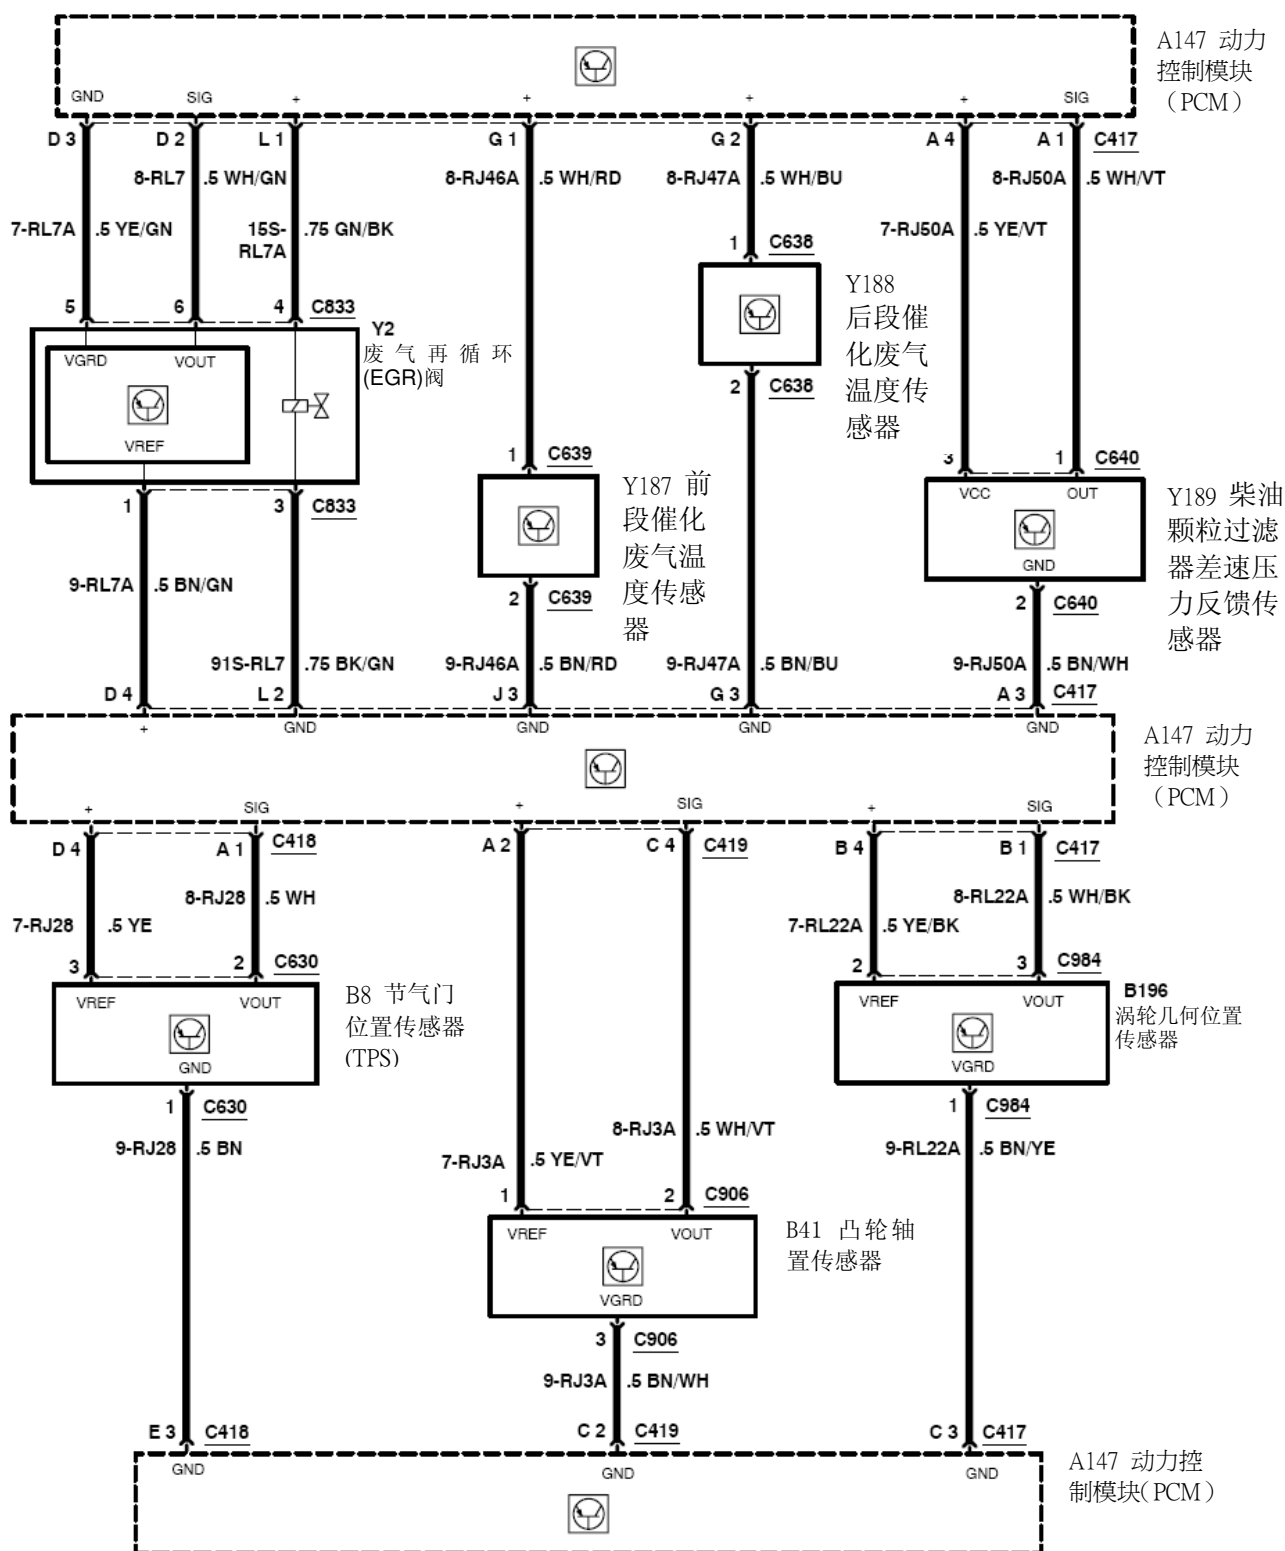 A147 动力
控制模块
（PCM）
GND SIG + + + + SIG
D 3 D 2 L 1 G 1 G 2 A 4 A 1 C417
8-RL7 .5 WH/GN 8-RJ46A .5 WH/RD 8-RJ47A .5 WH/BU 8-RJ50A .5 WH/VT
7-RL7A .5 YE/GN 15S-RL7A .75 GN/BK 7-RJ50A .5 YE/VT
1 C638
5 6 4 C833
Y2
废气再循环
(EGR)阀
VGRD VOUT
VREF
Y188
后段催
化废气
温度传
感器
2 C638
1 C639
3 1 C640
VCC OUT
GND
Y187 前
段催化
废气温
度传感
器
Y189 柴油
颗粒过滤
器差速压
力反馈传
感器
1 3 C833
9-RL7A .5 BN/GN
2 C639
2 C640
91S-RL7 .75 BK/GN 9-RJ46A .5 BN/RD 9-RJ47A .5 BN/BU 9-RJ50A .5 BN/WH
D 4 L 2 J 3 G 3 A 3 C417
+ GND GND GND GND
A147 动力
控制模块
（PCM）
+ SIG + SIG + SIG
D 4 A 1 C418 A 2 C 4 C419 B 4 B 1 C417
8-RJ28 .5 WH 8-RL22A .5 WH/BK
7-RJ28 .5 YE 7-RL22A .5 YE/BK
3 2 C630 2 3 C984
VREF VOUT
GND
B8 节气门
位置传感器
(TPS)
VREF VOUT
VGRD
B196
涡轮几何位置
传感器
1 C630 1 C984
8-RJ3A .5 WH/VT
9-RJ28 .5 BN 7-RJ3A .5 YE/VT 9-RL22A .5 BN/YE
1 2 C906
VREF VOUT
VGRD
B41 凸轮轴
置传感器
3 C906
9-RJ3A .5 BN/WH
E 3 C418 C 2 C419 C 3 C417
GND GND GND
A147 动力控
制模块(PCM）